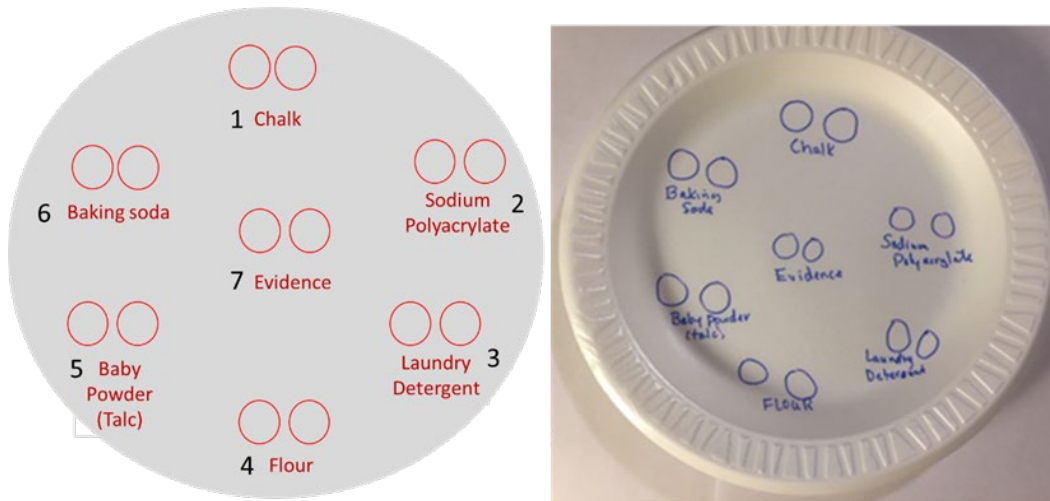 1 Chalk
6 Baking soda
Sodium
Polyacrylate 2
7 Evidence
5 Baby
Powder
(Talc)
Laundry
Detergent 3
4 Flour
Chalk
Baking
Soda
Sodium
Polyacrylate
Evidence
Baby powder
(talc)
Laundry
Detergent
FLOUR